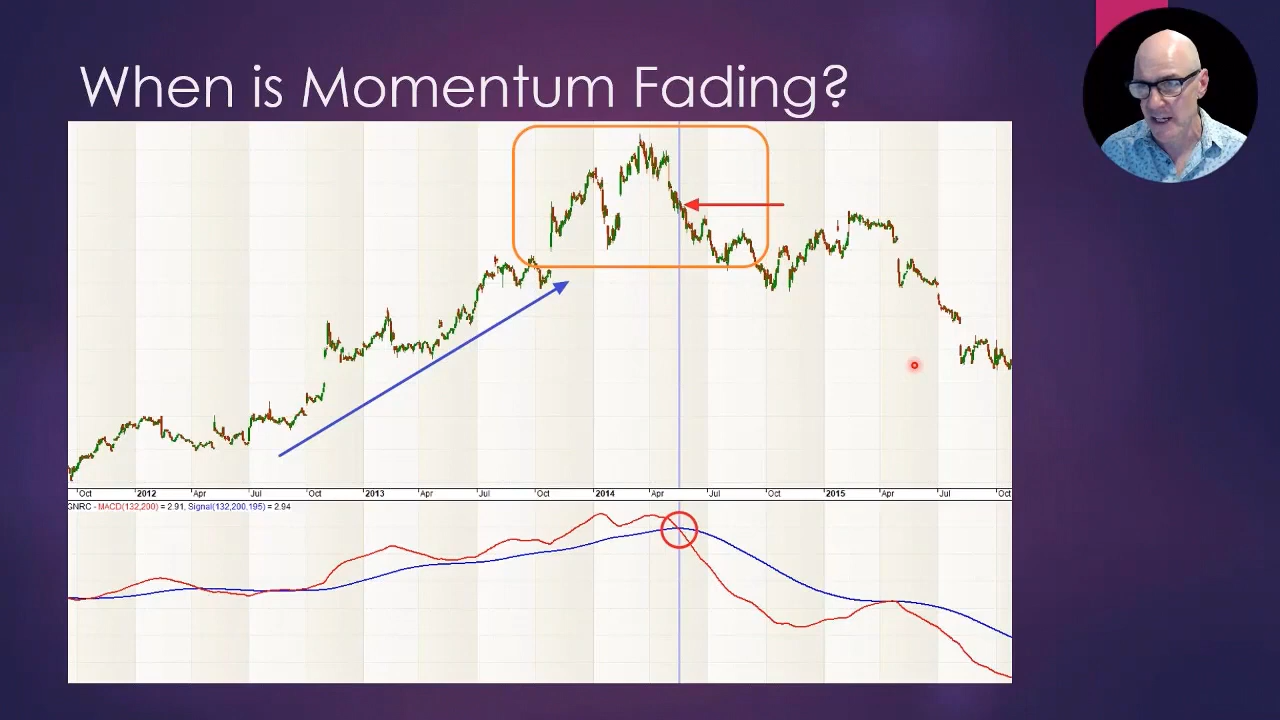 When is Momentum Fading?
Oct 2012 Apr Jul Oct 2013 Apr Jul Oct 2014 Apr Jul Oct 2015 Apr Jul Oct
GNRC - MACD(132,200) = 2.91, Signal(132,200,195) = 2.94